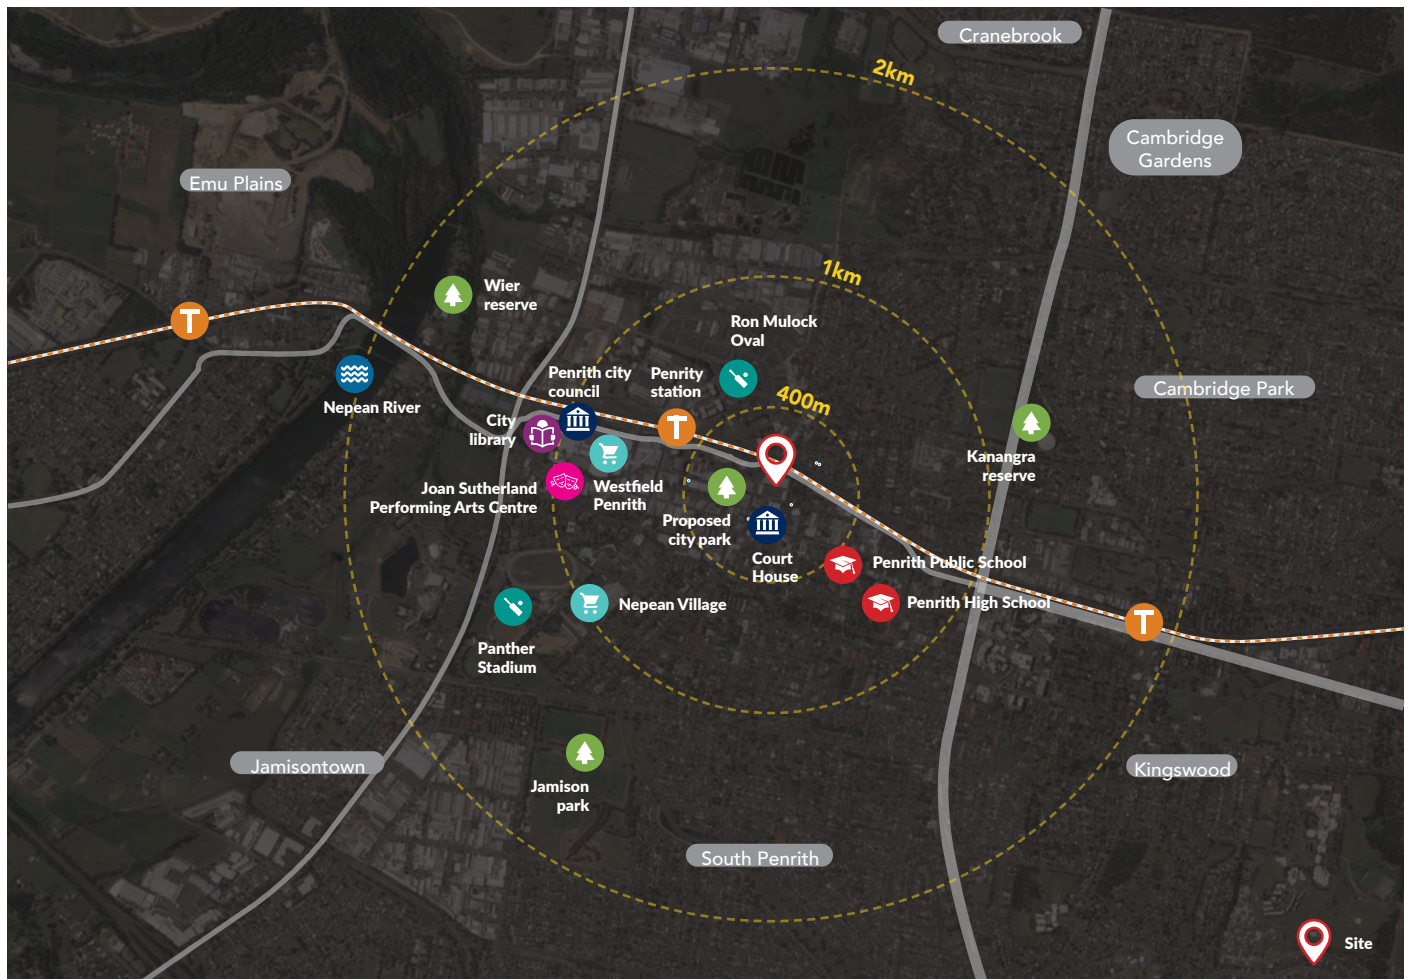 Cranebrook
2km
Cambridge
Gardens
Emu Plains
1km
Wier
reserve
Ron Mulock
Oval
Penrith city
council
Penrity
station
T
Cambridge Park
400m
Nepean River
City
library
T
Kanangra
reserve
Joan Sutherland
Performing Arts Centre
Westfield
Penrith
Proposed
city park
Court
House
Penrith Public School
Nepean Village
Penrith High School
T
Panther
Stadium
Jamisontown
Kingswood
Jamison
park
South Penrith
Site